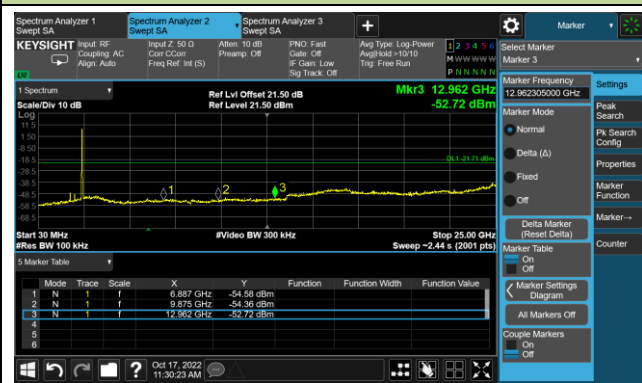 Spectrum Analyzer 1
Swept SA
Spectrum Analyzer 2
Swept SA
Spectrum Analyzer 3
Swept SA
+
Marker
KEYSIGHT
Input: RF
Coupling: AC
Align: Auto
Input Z: 50 Ω
Corr CCorr
Freq Ref: Int (S)
Atten: 10 dB
Preamp: Off
PNO: Fast
Gate: Off
IF Gain: Low
Sig Track: Off
Avg Type: Log-Power
Avg|Hold:>10/10
Trig: Free Run
1 2 3 4 5 6
M W W W W W
P N N N N N
Select Marker
Marker 3
1 Spectrum
Scale/Div 10 dB
Log
Ref Lvl Offset 21.50 dB
Ref Level 21.50 dBm
Mkr3 12.962 GHz
-52.72 dBm
11.5
1.50
-8.50
-18.5
-28.5
-38.5
-48.5
-58.5
-68.5
DL1 -21.71 dBm
1
2
3
Start 30 MHz
#Res BW 100 kHz
#Video BW 300 kHz
Stop 25.00 GHz
Sweep ~2.44 s (2001 pts)
5 Marker Table
Mode Trace Scale X Y Function Function Width Function Value
1 N 1 f 6.887 GHz -54.58 dBm
2 N 1 f 9.875 GHz -54.36 dBm
3 N 1 f 12.962 GHz -52.72 dBm
4
5
6
Marker Frequency
12.962305000 GHz
Marker Mode
Normal
Delta (Δ)
Fixed
Off
Delta Marker
(Reset Delta)
Marker Table
On
Off
Marker Settings
Diagram
All Markers Off
Couple Markers
On
Off
Settings
Peak
Search
Pk Search
Config
Properties
Marker
Function
Marker→
Counter
?
Oct 17, 2022
11:30:23 AM